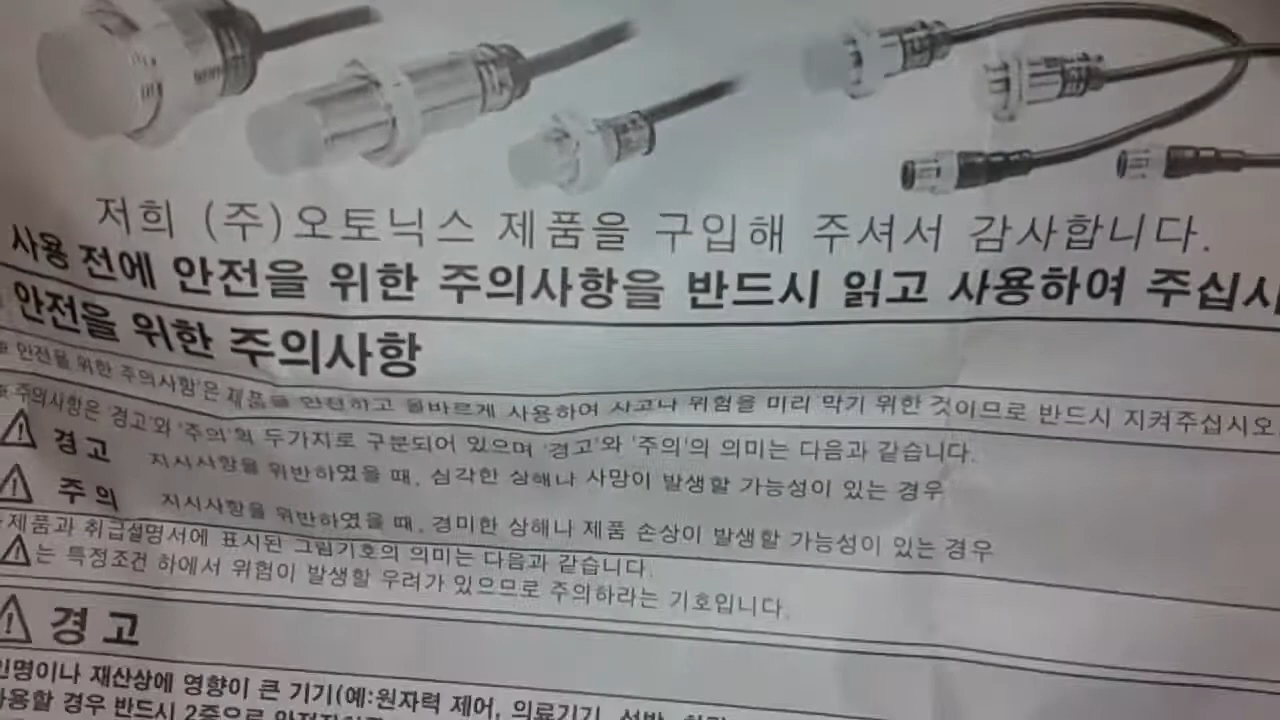 저희 (주)오토닉스 제품을 구입해 주셔서 감사합니다.
사용 전에 안전을 위한 주의사항을 반드시 읽고 사용하여 주십시
안전을 위한 주의사항
※ '안전을 위한 주의사항'은 제품을 안전하고 올바르게 사용하여 사고나 위험을 미리 막기 위한 것이므로 반드시 지켜주십시오
※ 주의사항은 '경고'와 '주의'의 두가지로 구분되어 있으며 '경고'와 '주의'의 의미는 다음과 같습니다.
경고 지시사항을 위반하였을 때, 심각한 상해나 사망이 발생할 가능성이 있는 경우
주의 지시사항을 위반하였을 때, 경미한 상해나 제품 손상이 발생할 가능성이 있는 경우
제품과 취급설명서에 표시된 그림기호의 의미는 다음과 같습니다.
는 특정조건 하에서 위험이 발생할 우려가 있으므로 주의하라는 기호입니다.
경고
인명이나 재산상에 영향이 큰 기기(예:원자력 제어, 의료기기, 선박,
사용할 경우 반드시 2중으로